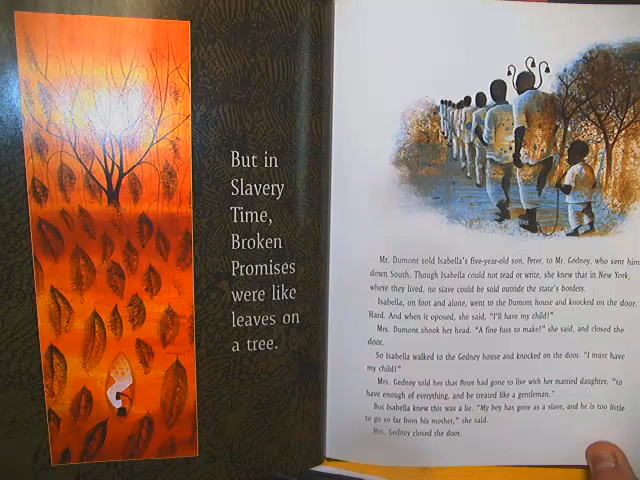 But in
Slavery
Time,
Broken
Promises
were like
leaves on
a tree.
Mr. Dumont sold Isabella's five-year-old son, Peter, to Mr. Gedney, who sent him
down South. Though Isabella could not read or write, she knew that in New York,
where they lived, no slave could be sold outside the state's borders.
Isabella, on foot and alone, went to the Dumont house and knocked on the door.
Hard. And when it opened, she said, "I'll have my child!"
Mrs. Dumont shook her head. "A fine fuss to make!" she said, and closed the
door.
So Isabella walked to the Gedney house and knocked on the door. "I must have
my child!"
Mrs. Gedney told her that Peter had gone to live with her married daughter, "to
have enough of everything, and be treated like a gentleman."
But Isabella knew this was a lie. "My boy has gone as a slave, and he is too little
to go so far from his mother," she said.
Mrs. Gedney closed the door.